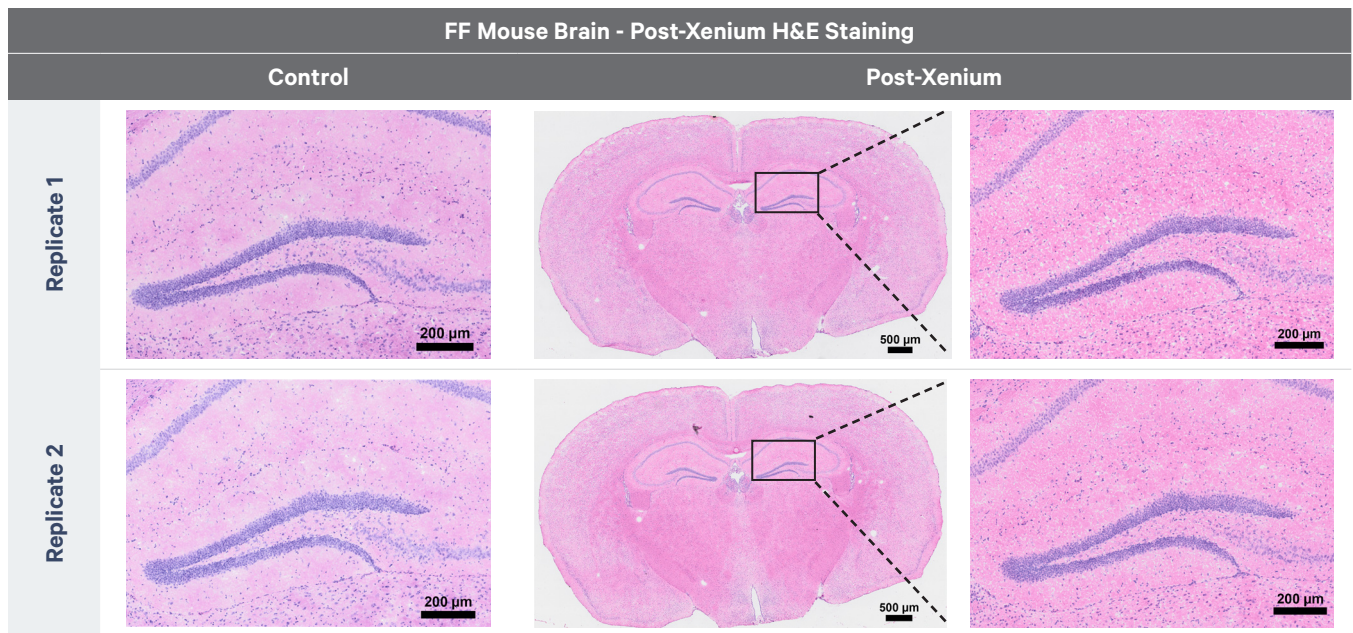 FF Mouse Brain - Post-Xenium H&E Staining
Control
Post-Xenium
Replicate 1
200 µm
500 µm
200 µm
Replicate 2
200 µm
500 µm
200 µm